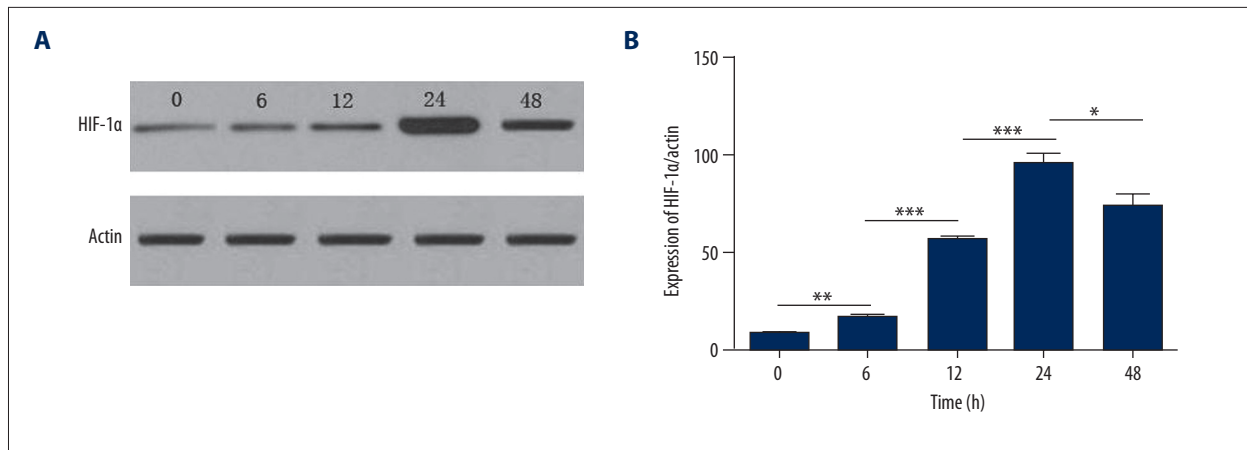 A
0 6 12 24 48
HIF-1α
Actin
B
150
100
50
0
Expression of HIF-1α/actin
**
***
***
*
0 6 12 24 48
Time (h)